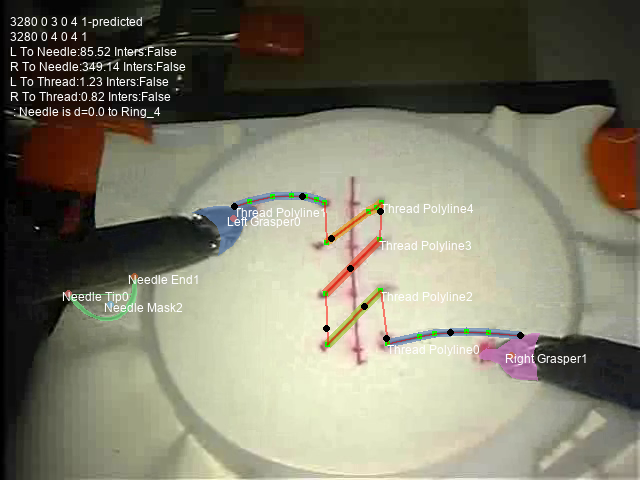 3280 0 3 0 4 1-predicted
3280 0 4 0 4 1
L To Needle:85.52 Inters:False
R To Needle:349.14 Inters:False
L To Thread:1.23 Inters:False
R To Thread:0.82 Inters:False
: Needle is d=0.0 to Ring_4
Thread Polyline4
Thread Polyline1
Left Grasper0
Thread Polyline3
Needle End1
Needle Tip0
Thread Polyline2
Needle Mask2
Thread Polyline0
Right Grasper1